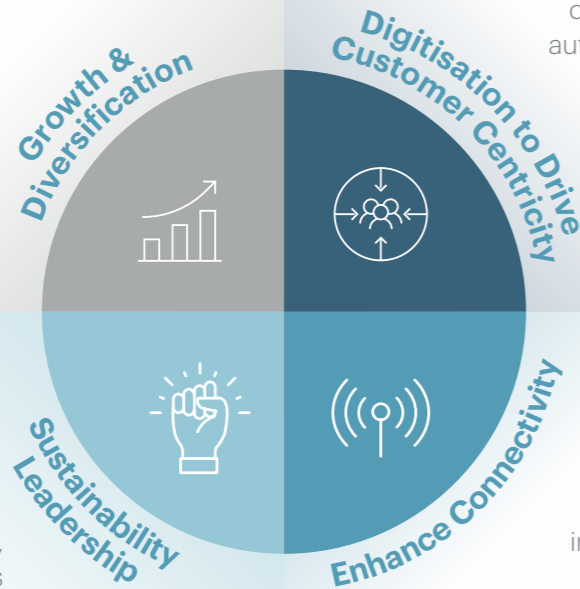 Growth &
Diversification
Digitisation to Drive
Customer Centricity
Sustainability
Leadership
Enhance Connectivity